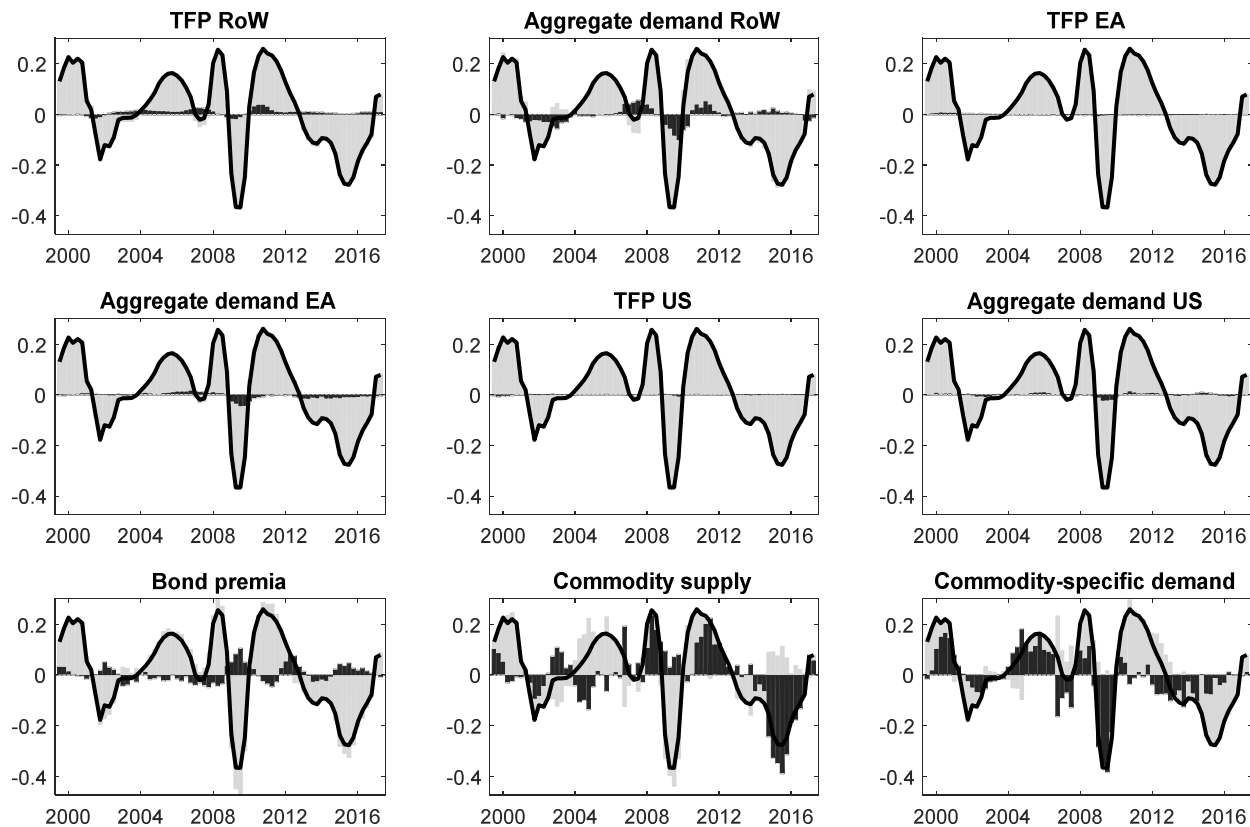 TFP RoW
Aggregate demand RoW
TFP EA
0.2
0
-0.2
-0.4
2000 2004 2008 2012 2016
0.2
0
-0.2
-0.4
2000 2004 2008 2012 2016
0.2
0
-0.2
-0.4
2000 2004 2008 2012 2016
Aggregate demand EA
TFP US
Aggregate demand US
0.2
0
-0.2
-0.4
2000 2004 2008 2012 2016
0.2
0
-0.2
-0.4
2000 2004 2008 2012 2016
0.2
0
-0.2
-0.4
2000 2004 2008 2012 2016
Bond premia
Commodity supply
Commodity-specific demand
0.2
0
-0.2
-0.4
2000 2004 2008 2012 2016
0.2
0
-0.2
-0.4
2000 2004 2008 2012 2016
0.2
0
-0.2
-0.4
2000 2004 2008 2012 2016